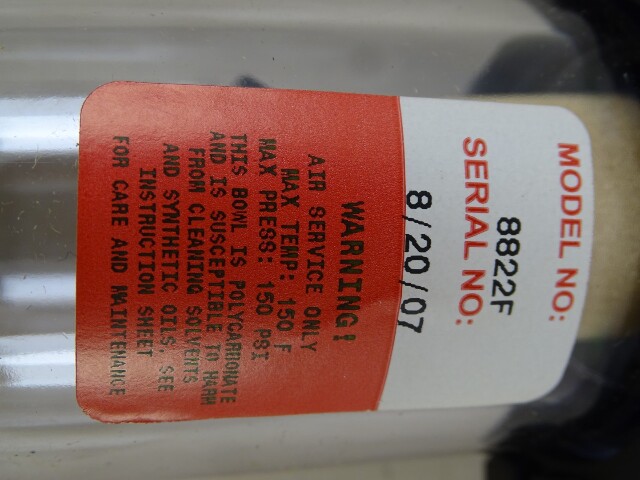 MODEL NO:
8822F
SERIAL NO:
8/20/07
WARNING!
AIR SERVICE ONLY
MAX TEMP: 150 F
MAX PRESS: 150 PSI
THIS BOWL IS POLYCARBONATE
AND IS SUSCEPTIBLE TO HARM
FROM CLEANING SOLVENTS
AND SYNTHETIC OILS. SEE
INSTRUCTION SHEET
FOR CARE AND MAINTENANCE